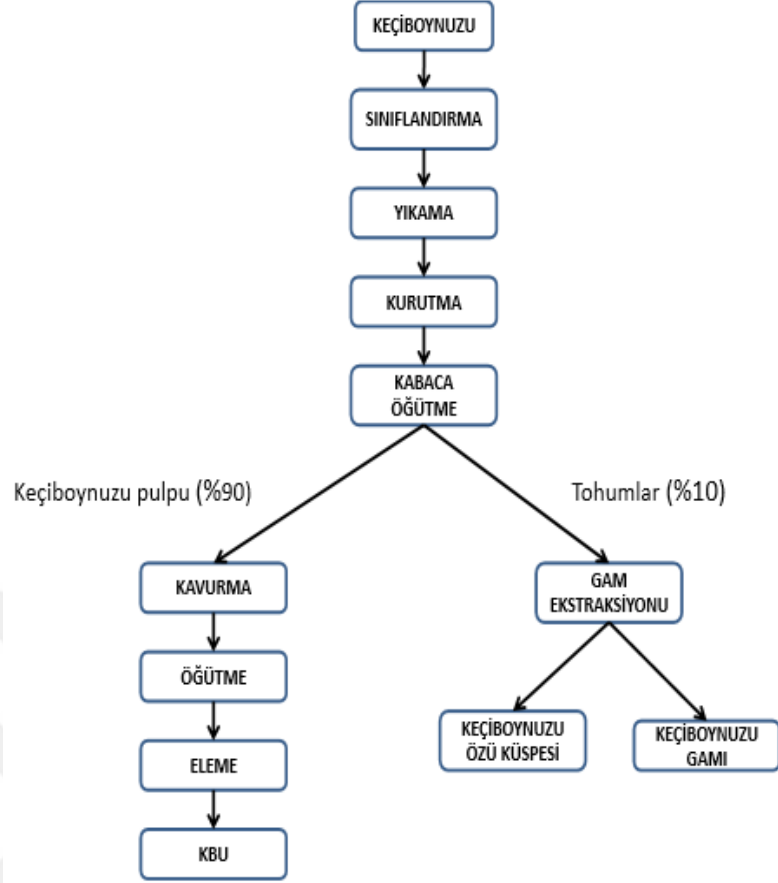 KEÇİBOYNUZU
SINIFLANDIRMA
YIKAMA
KURUTMA
KABACA
ÖĞÜTME
Keçiboynuzu pulpu (%90)
Tohumlar (%10)
KAVURMA
ÖĞÜTME
ELEME
KBU
GAM
EKSTRAKSİYONU
KEÇİBOYNUZU
ÖZÜ KÜSPESİ
KEÇİBOYNUZU
GAMI